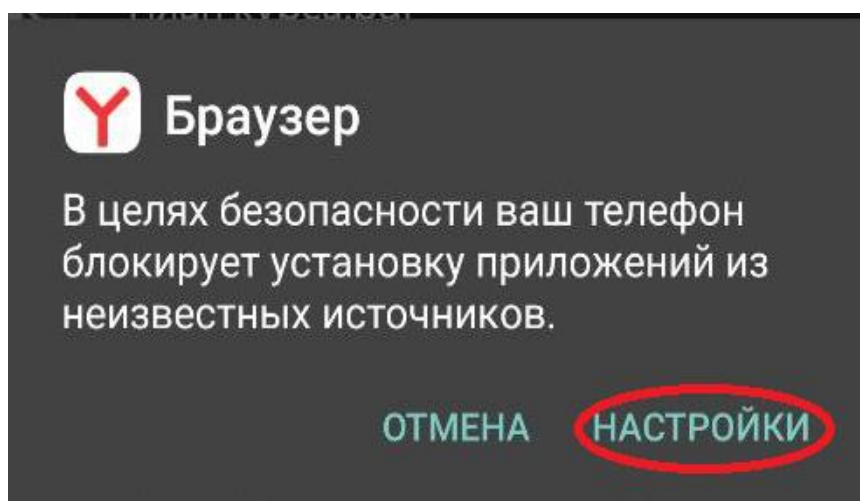 Браузер
В целях безопасности ваш телефон
блокирует установку приложений из
неизвестных источников.
ОТМЕНА НАСТРОЙКИ